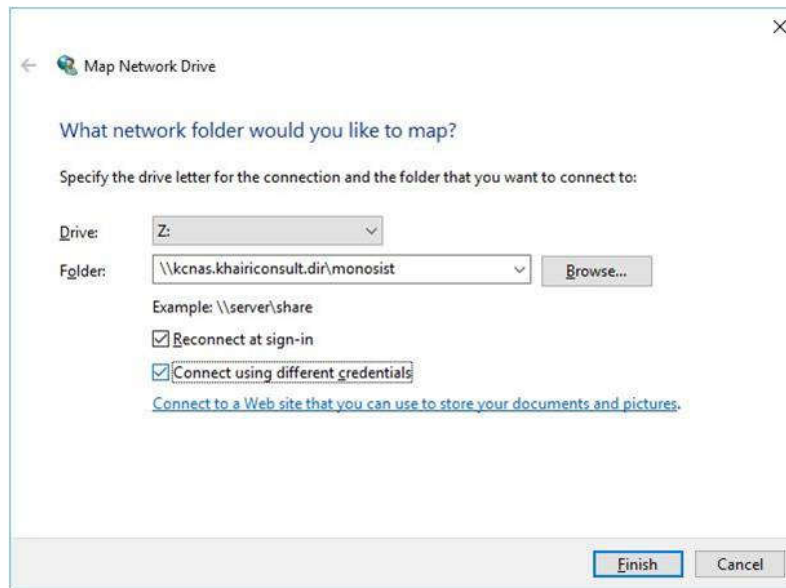 Map Network Drive
What network folder would you like to map?
Specify the drive letter for the connection and the folder that you want to connect to:
Drive: Z:
Folder: \\kcnas.khairiconsult.dir\monosist Browse...
Example: \\server\share
Reconnect at sign-in
Connect using different credentials
Connect to a Web site that you can use to store your documents and pictures.
Finish Cancel